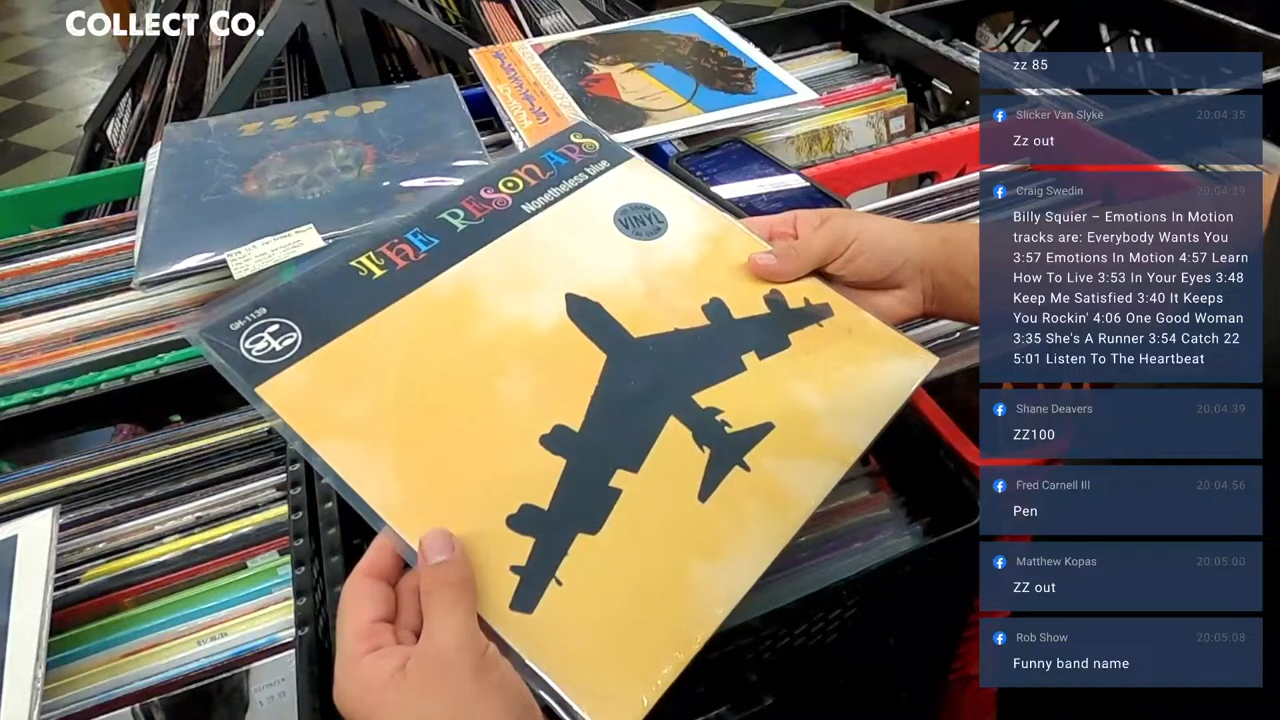 COLLECT CO.
ZZ TOP
THE RESONARS
Nonetheless blue
GH-1139
VINYL
zz 85
Slicker Van Slyke 20:04:35
Zz out
Craig Swedin 20:04:39
Billy Squier – Emotions In Motion
tracks are: Everybody Wants You
3:57 Emotions In Motion 4:57 Learn
How To Live 3:53 In Your Eyes 3:48
Keep Me Satisfied 3:40 It Keeps
You Rockin' 4:06 One Good Woman
3:35 She's A Runner 3:54 Catch 22
5:01 Listen To The Heartbeat
Shane Deavers 20:04:39
ZZ100
Fred Carnell III 20:04:56
Pen
Matthew Kopas 20:05:00
ZZ out
Rob Show 20:05:08
Funny band name